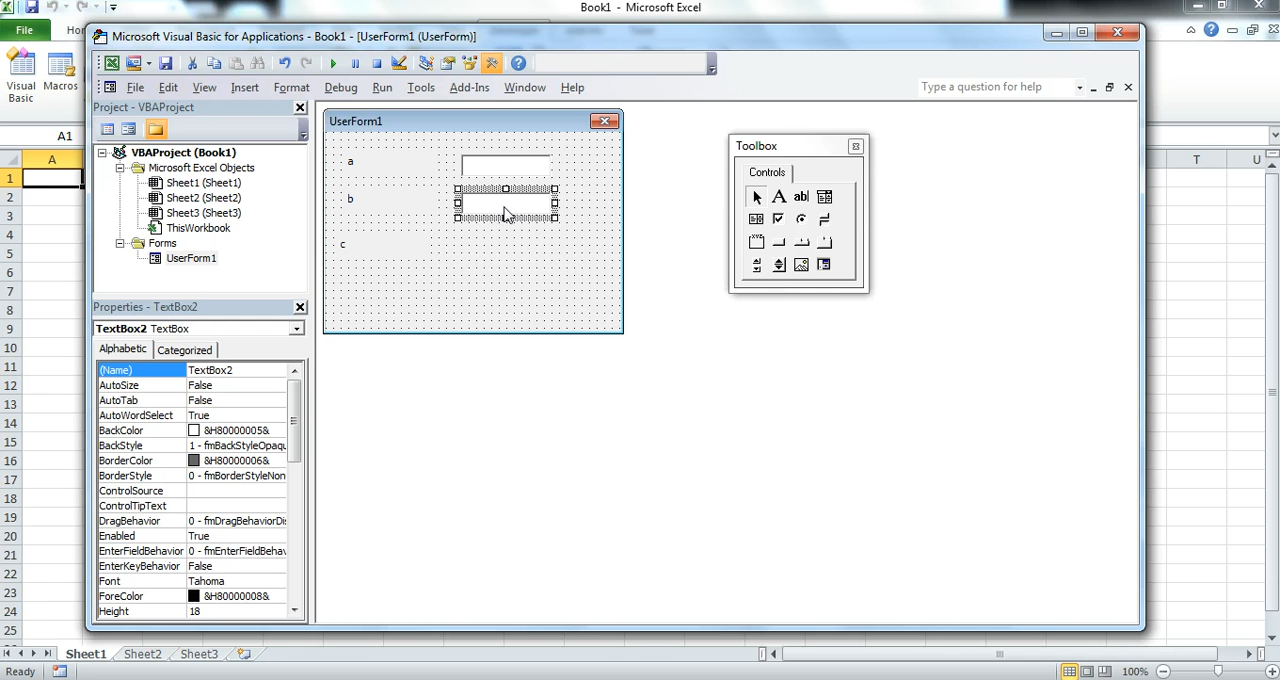 Book1 - Microsoft Excel
File
Visual
Basic
Macros
A1
Microsoft Visual Basic for Applications - Book1 - [UserForm1 (UserForm)]
File Edit View Insert Format Debug Run Tools Add-Ins Window Help
Type a question for help
Project - VBAProject
VBAProject (Book1)
Microsoft Excel Objects
Sheet1 (Sheet1)
Sheet2 (Sheet2)
Sheet3 (Sheet3)
ThisWorkbook
Forms
UserForm1
Properties - TextBox2
TextBox2 TextBox
Alphabetic Categorized
(Name) TextBox2
AutoSize False
AutoTab False
AutoWordSelect True
BackColor &H80000005&
BackStyle 1 - fmBackStyleOpaqu
BorderColor &H80000006&
BorderStyle 0 - fmBorderStyleNon
ControlSource
ControlTipText
DragBehavior 0 - fmDragBehaviorDis
Enabled True
EnterFieldBehavior 0 - fmEnterFieldBehav
EnterKeyBehavior False
Font Tahoma
ForeColor &H80000008&
Height 18
UserForm1
a
b
c
Toolbox
Controls
A ab|
A T U
1
2
3
4
5
6
7
8
9
10
11
12
13
14
15
16
17
18
19
20
21
22
23
24
25
Sheet1 Sheet2 Sheet3
Ready 100%